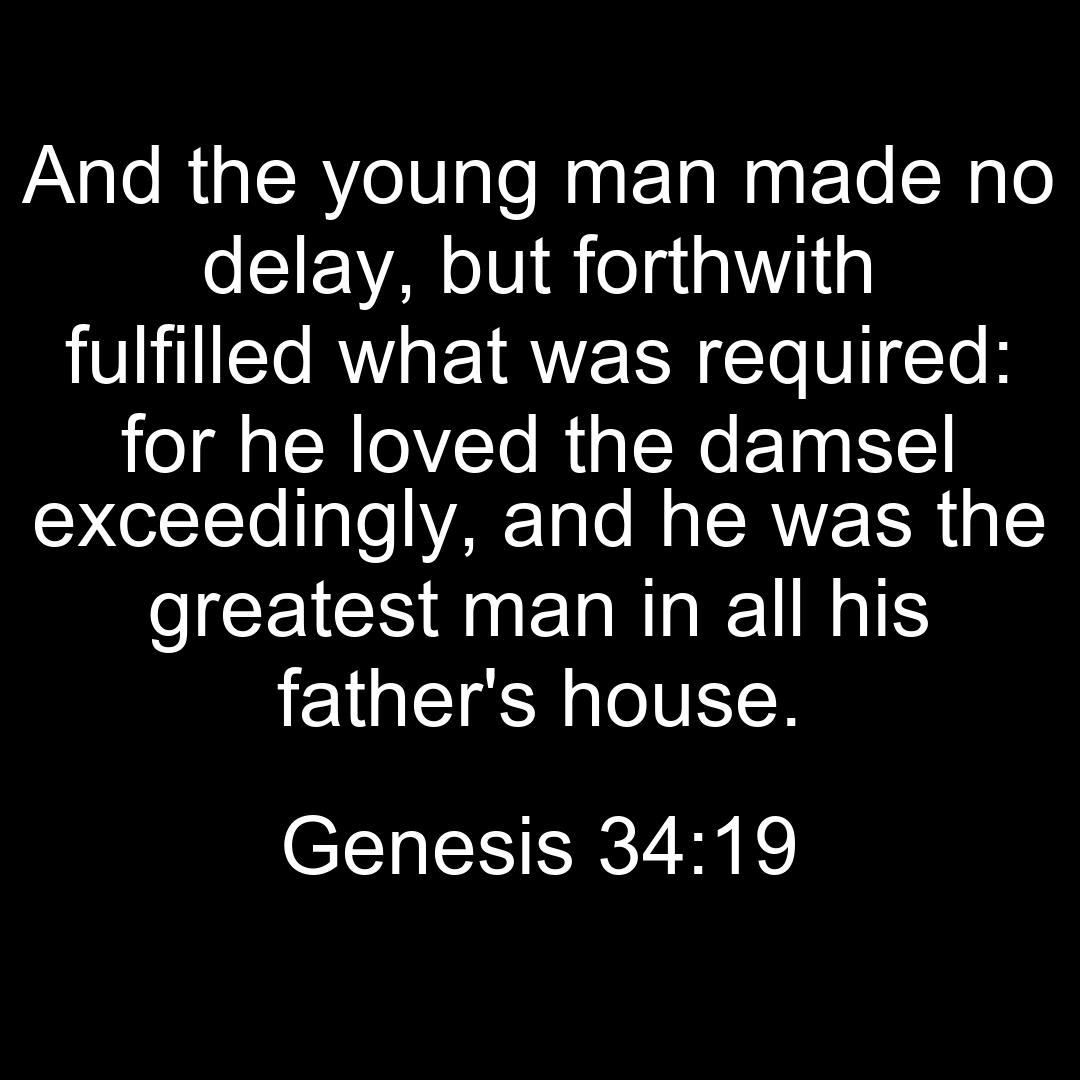 And the young man made no
delay, but forthwith
fulfilled what was required:
for he loved the damsel
exceedingly, and he was the
greatest man in all his
father's house.
Genesis 34:19